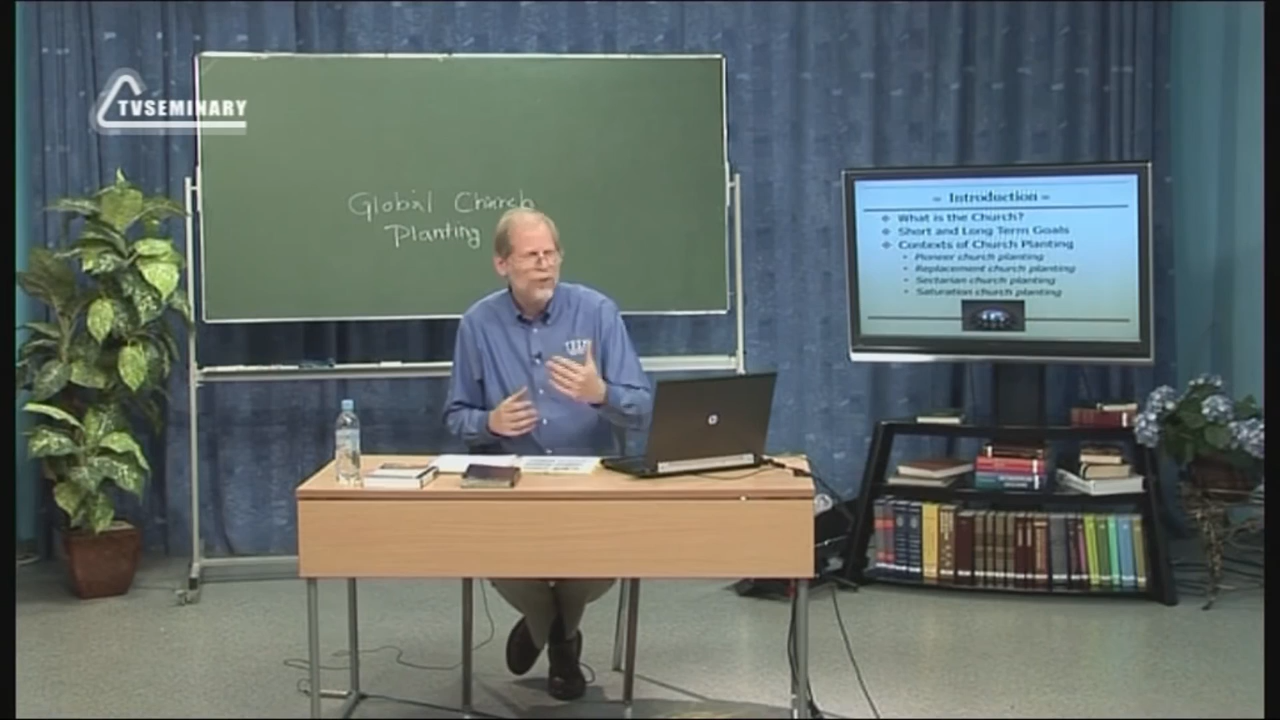 TVSEMINARY
Global Church
Planting
Introduction
What is the Church?
Short and Long Term Goals
Contexts of Church Planting
Pioneer church planting
Replacement church planting
Sectarian church planting
Saturation church planting